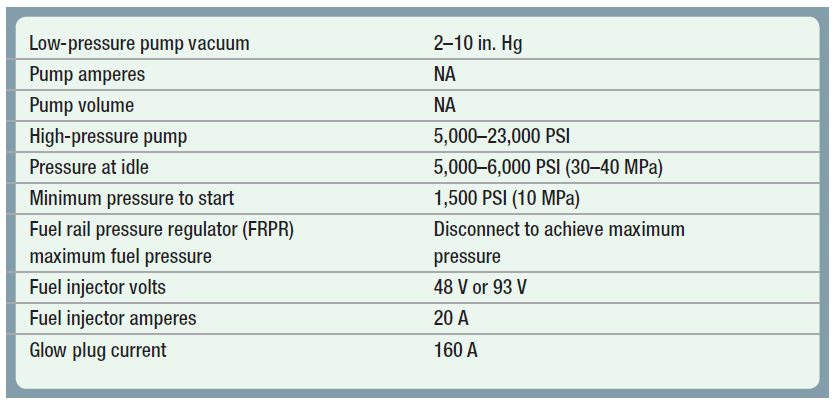 Low-pressure pump vacuum 2–10 in. Hg
Pump amperes NA
Pump volume NA
High-pressure pump 5,000–23,000 PSI
Pressure at idle 5,000–6,000 PSI (30–40 MPa)
Minimum pressure to start 1,500 PSI (10 MPa)
Fuel rail pressure regulator (FRPR) Disconnect to achieve maximum
maximum fuel pressure pressure
Fuel injector volts 48 V or 93 V
Fuel injector amperes 20 A
Glow plug current 160 A